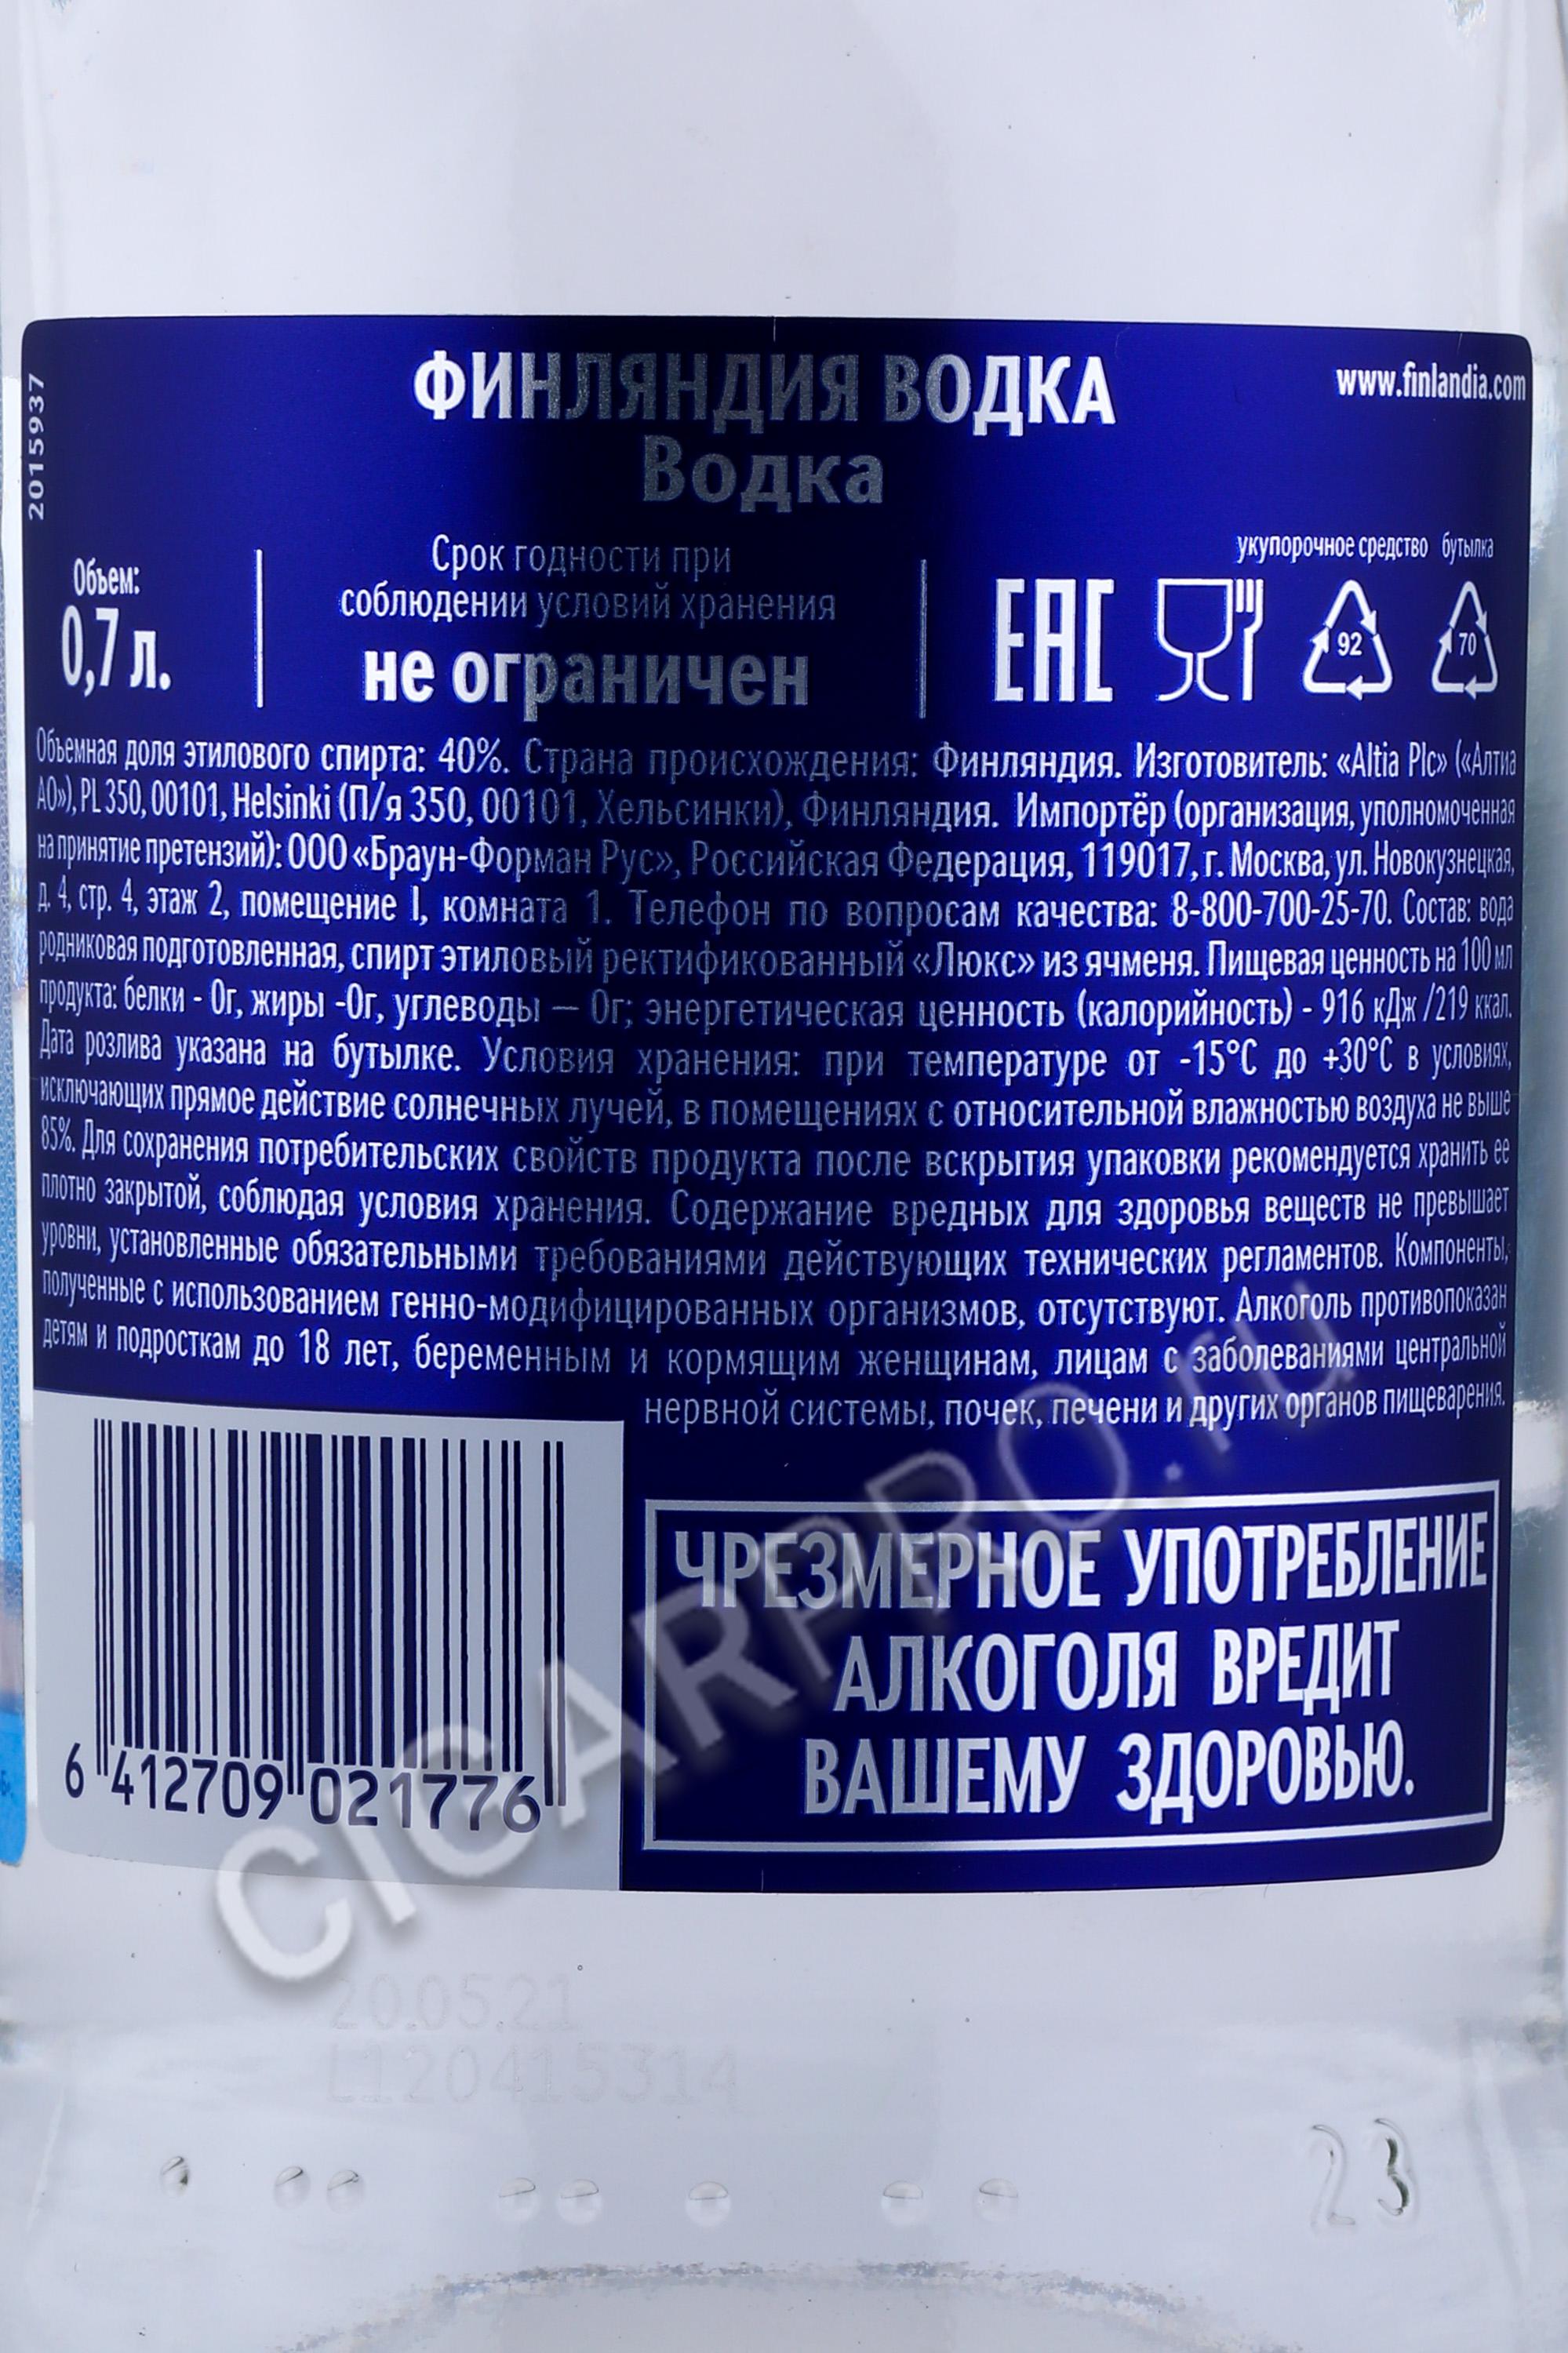 2015937
ФИНЛЯНДИЯ ВОДКА
www.finlandia.com
Водка
Объем:
0,7 л.
Срок годности при
соблюдении условий хранения
не ограничен
укупорочное средство бутылка
EAC
92
70
Объемная доля этилового спирта: 40%. Страна происхождения: Финляндия. Изготовитель: «Altia Plc» («Алтиа
АО»), PL 350, 00101, Helsinki (П/я 350, 00101, Хельсинки), Финляндия. Импортёр (организация, уполномоченная
на принятие претензий): ООО «Браун-Форман Рус», Российская Федерация, 119017, г. Москва, ул. Новокузнецкая,
д. 4, стр. 4, этаж 2, помещение I, комната 1. Телефон по вопросам качества: 8-800-700-25-70. Состав: вода
родниковая подготовленная, спирт этиловый ректификованный «Люкс» из ячменя. Пищевая ценность на 100 мл
продукта: белки - 0г, жиры -0г, углеводы — 0г; энергетическая ценность (калорийность) - 916 кДж /219 ккал.
Дата розлива указана на бутылке. Условия хранения: при температуре от -15°С до +30°С в условиях,
исключающих прямое действие солнечных лучей, в помещениях с относительной влажностью воздуха не выше
85%. Для сохранения потребительских свойств продукта после вскрытия упаковки рекомендуется хранить ее
плотно закрытой, соблюдая условия хранения. Содержание вредных для здоровья веществ не превышает
уровни, установленные обязательными требованиями действующих технических регламентов. Компоненты,
полученные с использованием генно-модифицированных организмов, отсутствуют. Алкоголь противопоказан
детям и подросткам до 18 лет, беременным и кормящим женщинам, лицам с заболеваниями центральной
нервной системы, почек, печени и других органов пищеварения.
ЧРЕЗМЕРНОЕ УПОТРЕБЛЕНИЕ
АЛКОГОЛЯ ВРЕДИТ
ВАШЕМУ ЗДОРОВЬЮ.
6 412709 021776
CIGARPRO.ru
20.05.21
L120415314
23